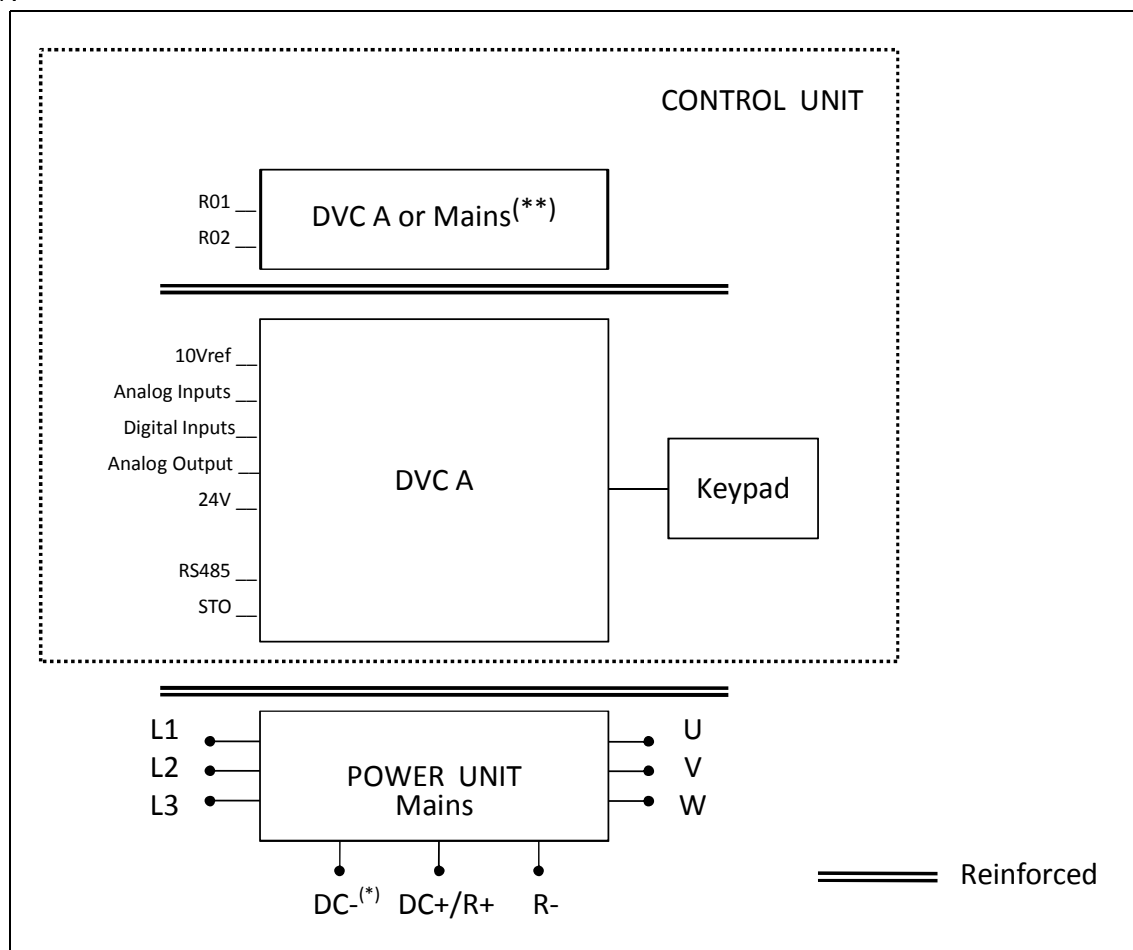 CONTROL UNIT
R01
DVC A or Mains(**)
R02
10Vref
Analog Inputs
Digital Inputs
Analog Output
DVC A
Keypad
24V
RS485
STO
L1
U
L2
POWER UNIT
V
L3
Mains
W
DC-(*)
DC+/R+
R-
Reinforced